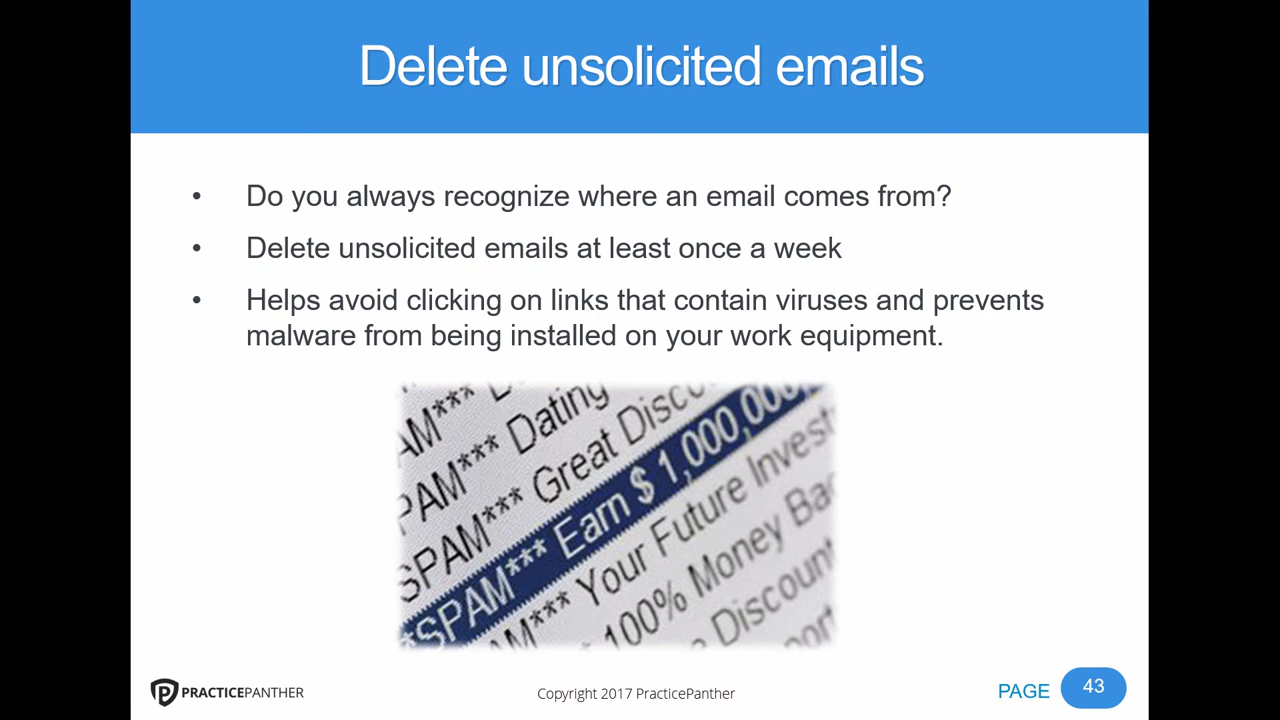 Delete unsolicited emails
• Do you always recognize where an email comes from?
• Delete unsolicited emails at least once a week
• Helps avoid clicking on links that contain viruses and prevents
malware from being installed on your work equipment.
AM***
PAM*** Dating
SPAM*** Great Disco
*SPAM*** Earn $ 1,000,000,
AM*** Your Future Invest
100% Money Ba
Discount
PRACTICEPANTHER
Copyright 2017 PracticePanther
PAGE 43